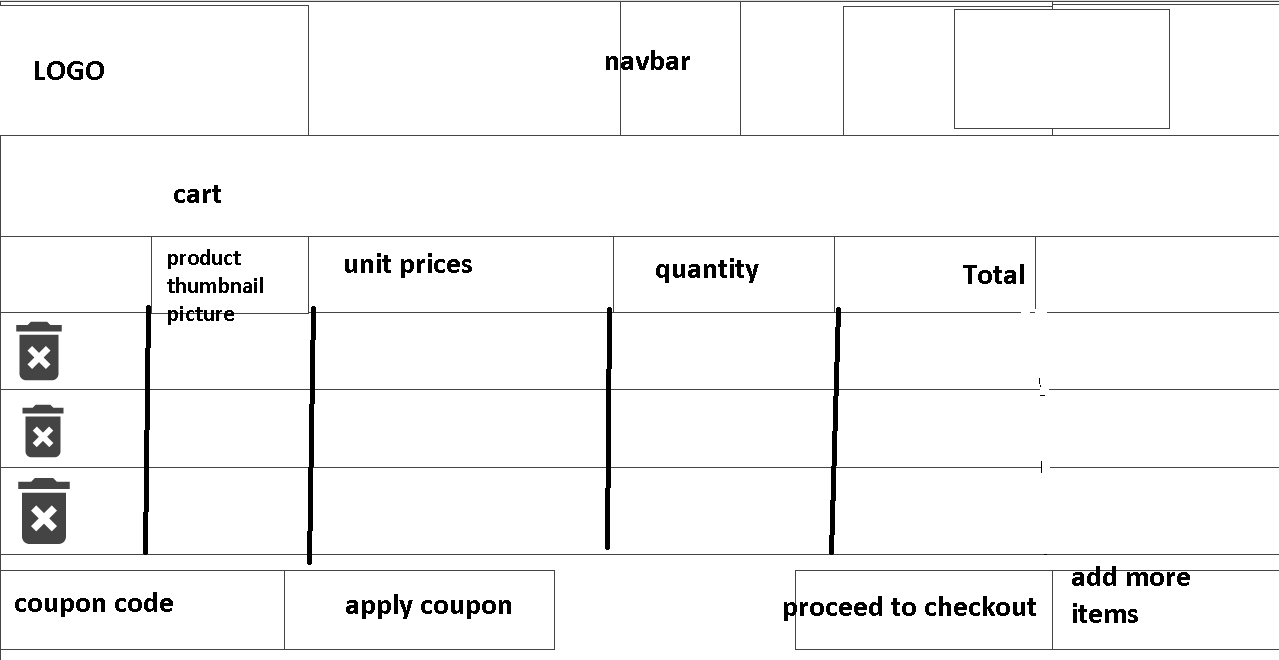 LOGO
navbar
cart
product
thumbnail
picture
unit prices
quantity
Total
coupon code
apply coupon
proceed to checkout
add more
items